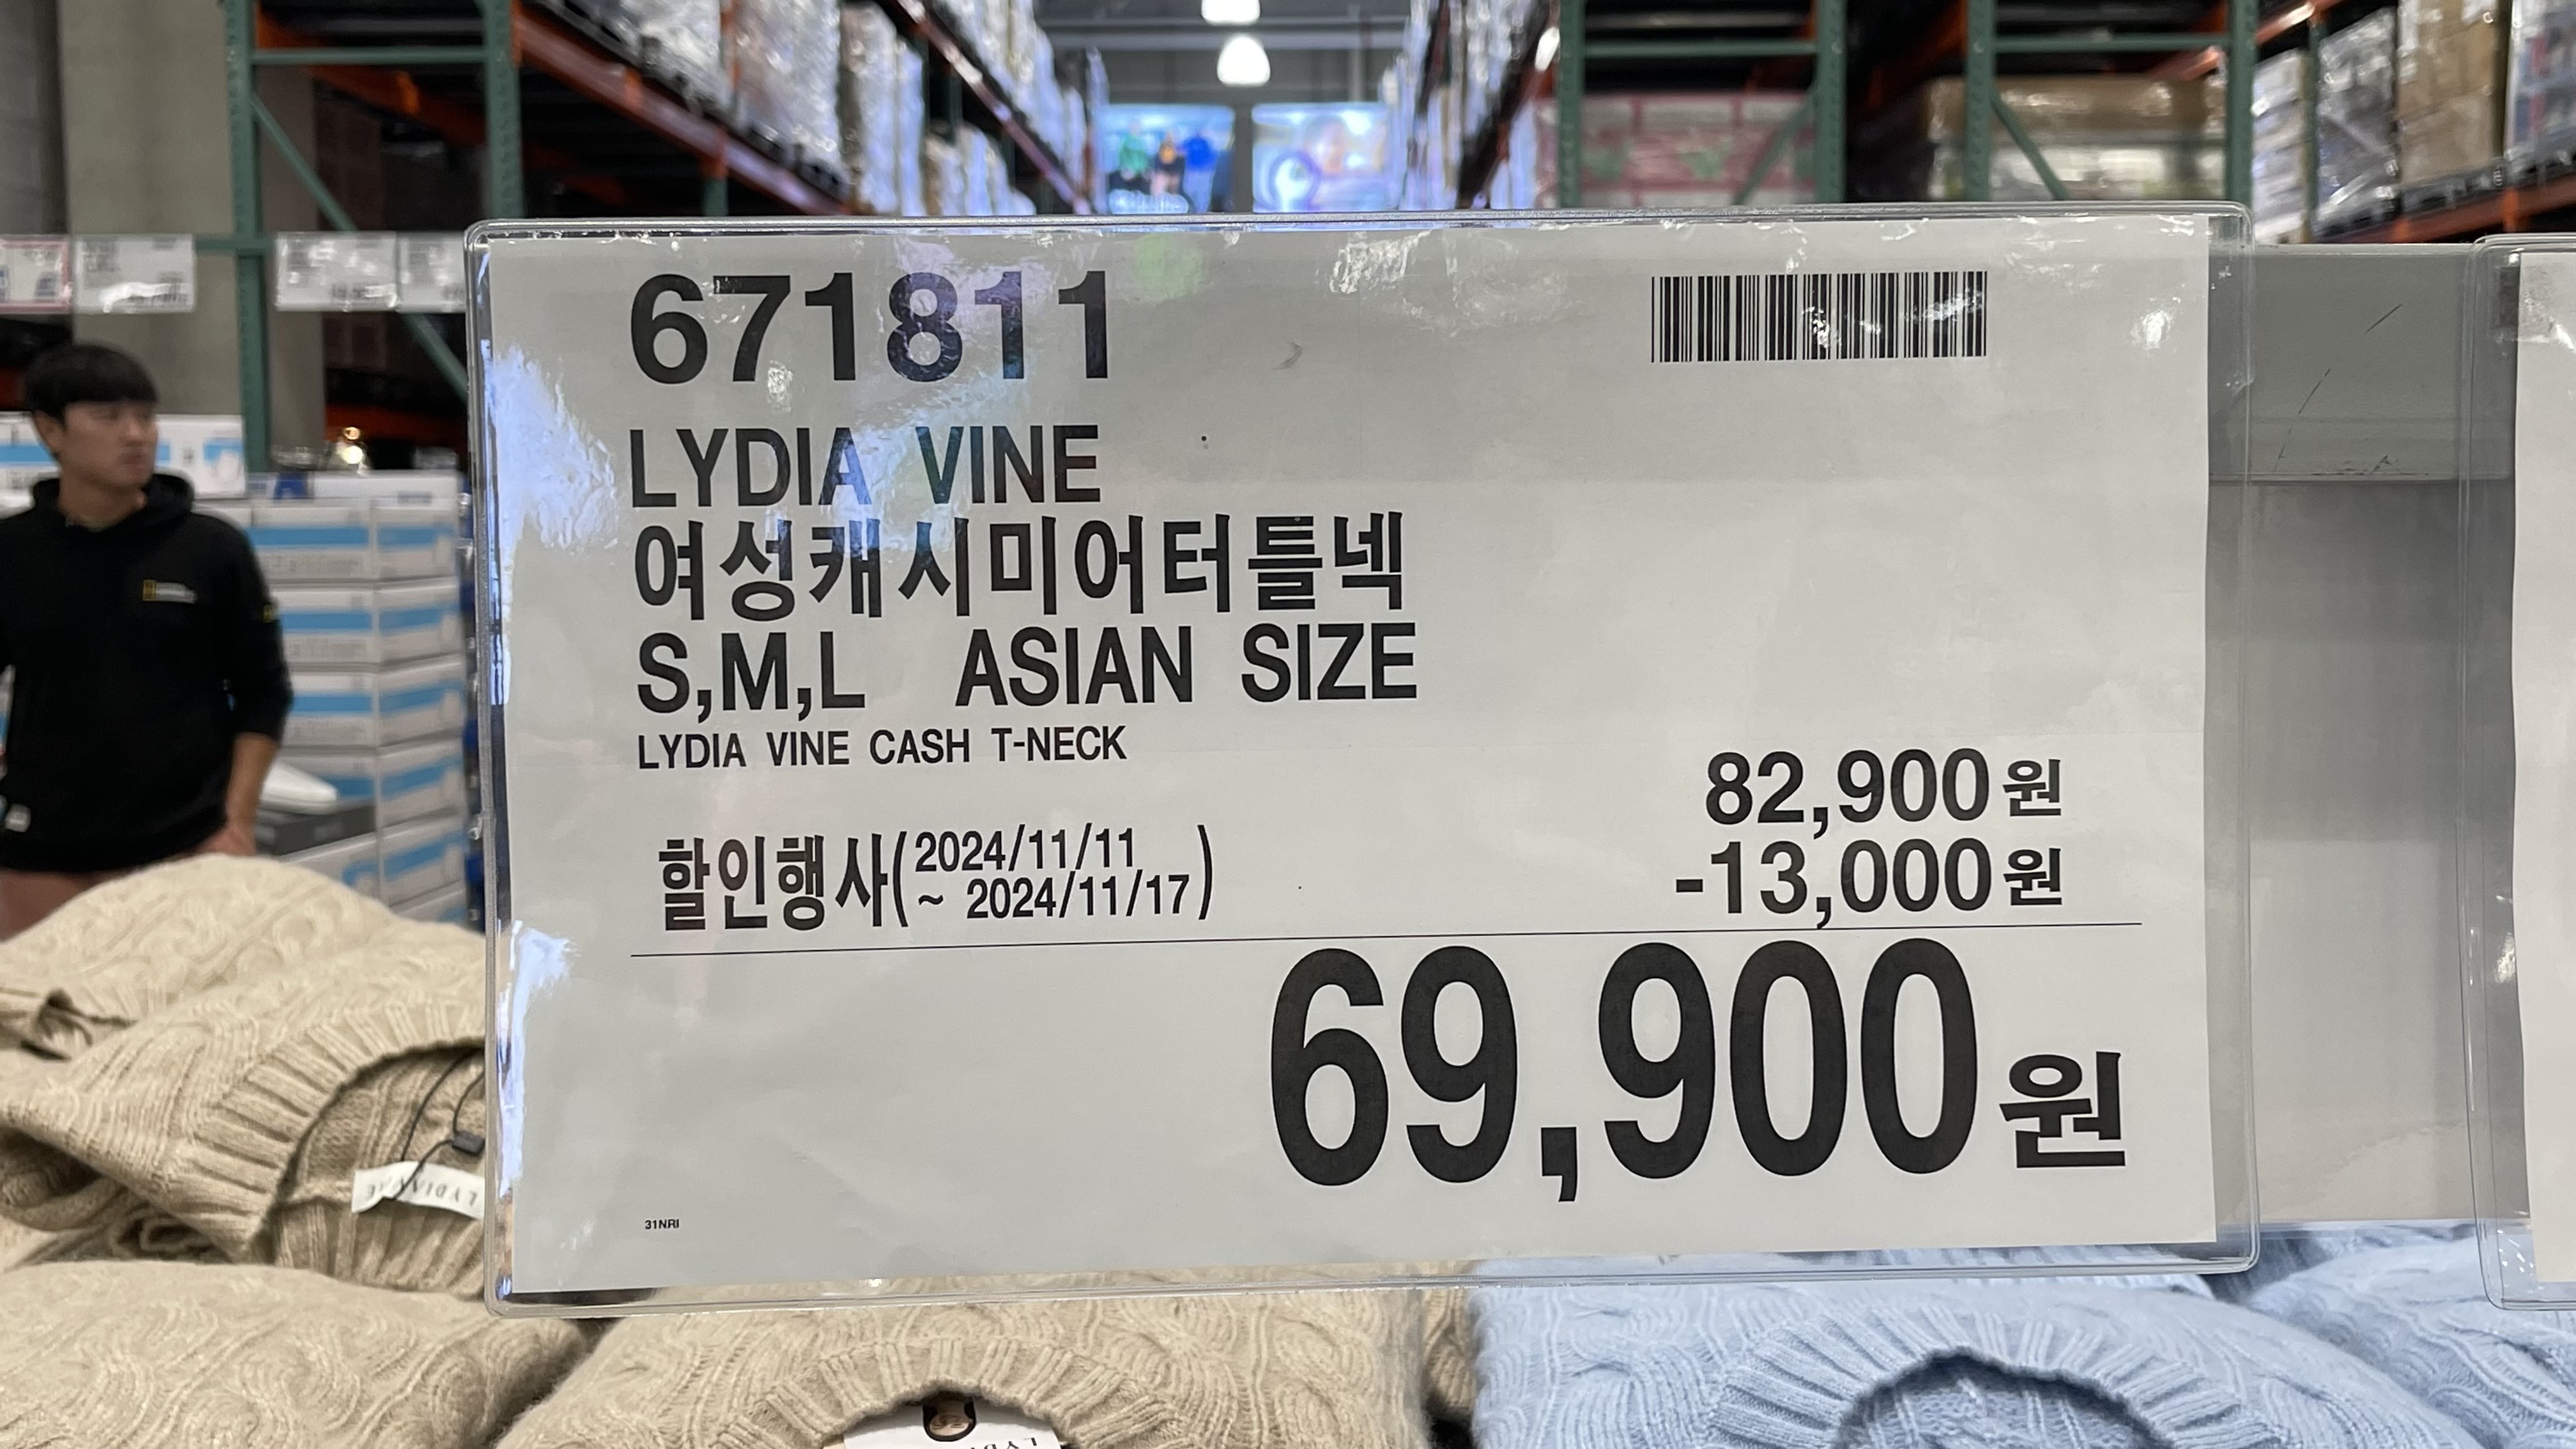 671811
LYDIA VINE
여성캐시미어터틀넥
S,M,L ASIAN SIZE
LYDIA VINE CASH T-NECK
82,900원
할인행사(2024/11/11
~ 2024/11/17)
-13,000원
69,900원
31NRI